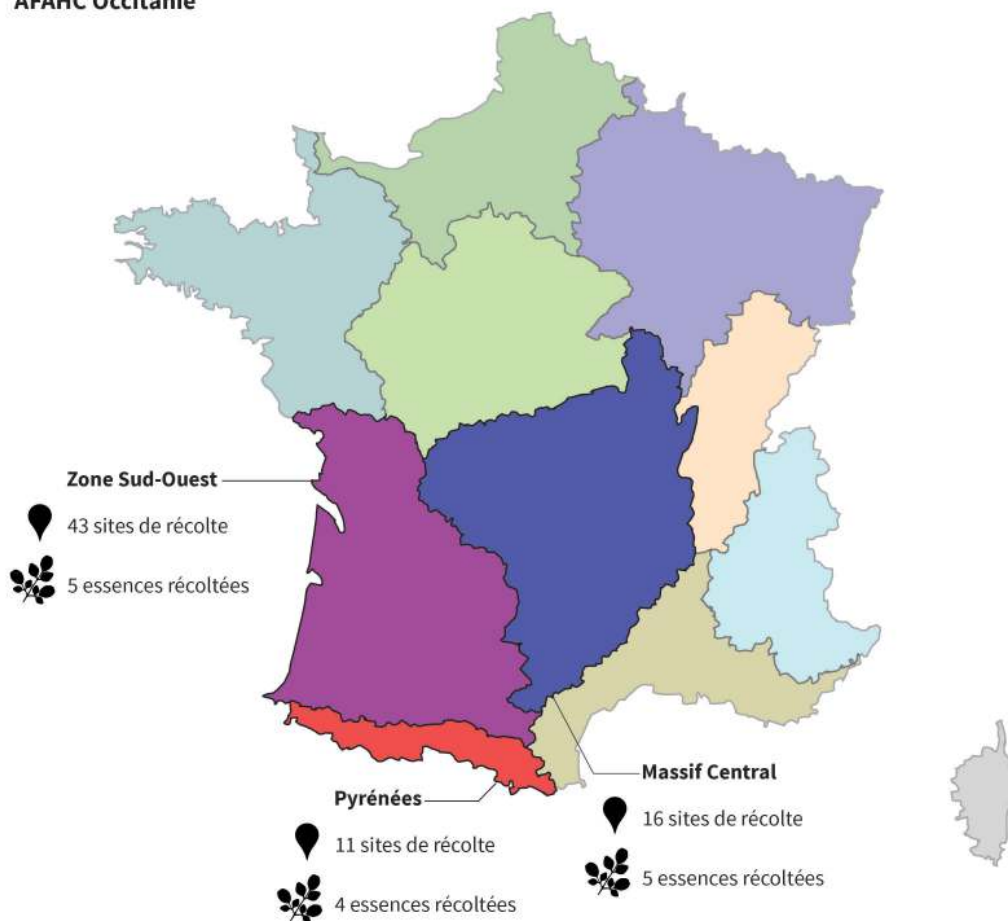 AFAHC Occitanie
Zone Sud-Ouest
43 sites de récolte
5 essences récoltées
Pyrénées
11 sites de récolte
4 essences récoltées
Massif Central
16 sites de récolte
5 essences récoltées